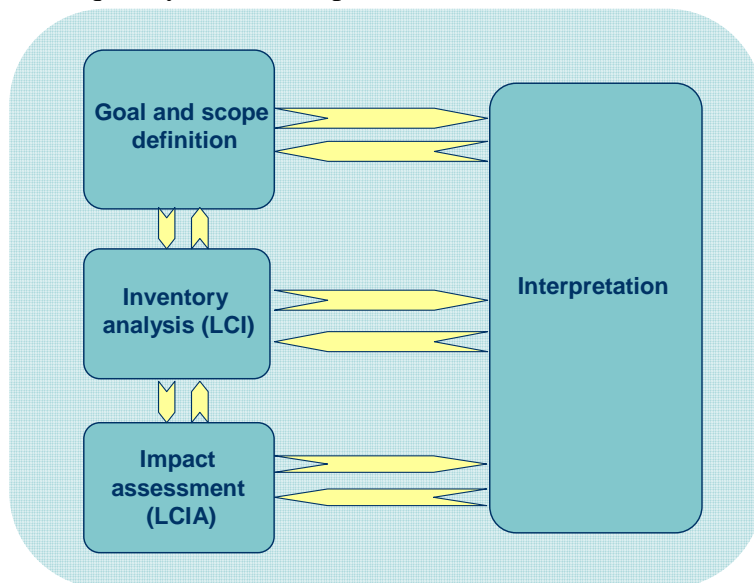 Goal and scope
definition
Inventory
analysis (LCI)
Interpretation
Impact
assessment
(LCIA)